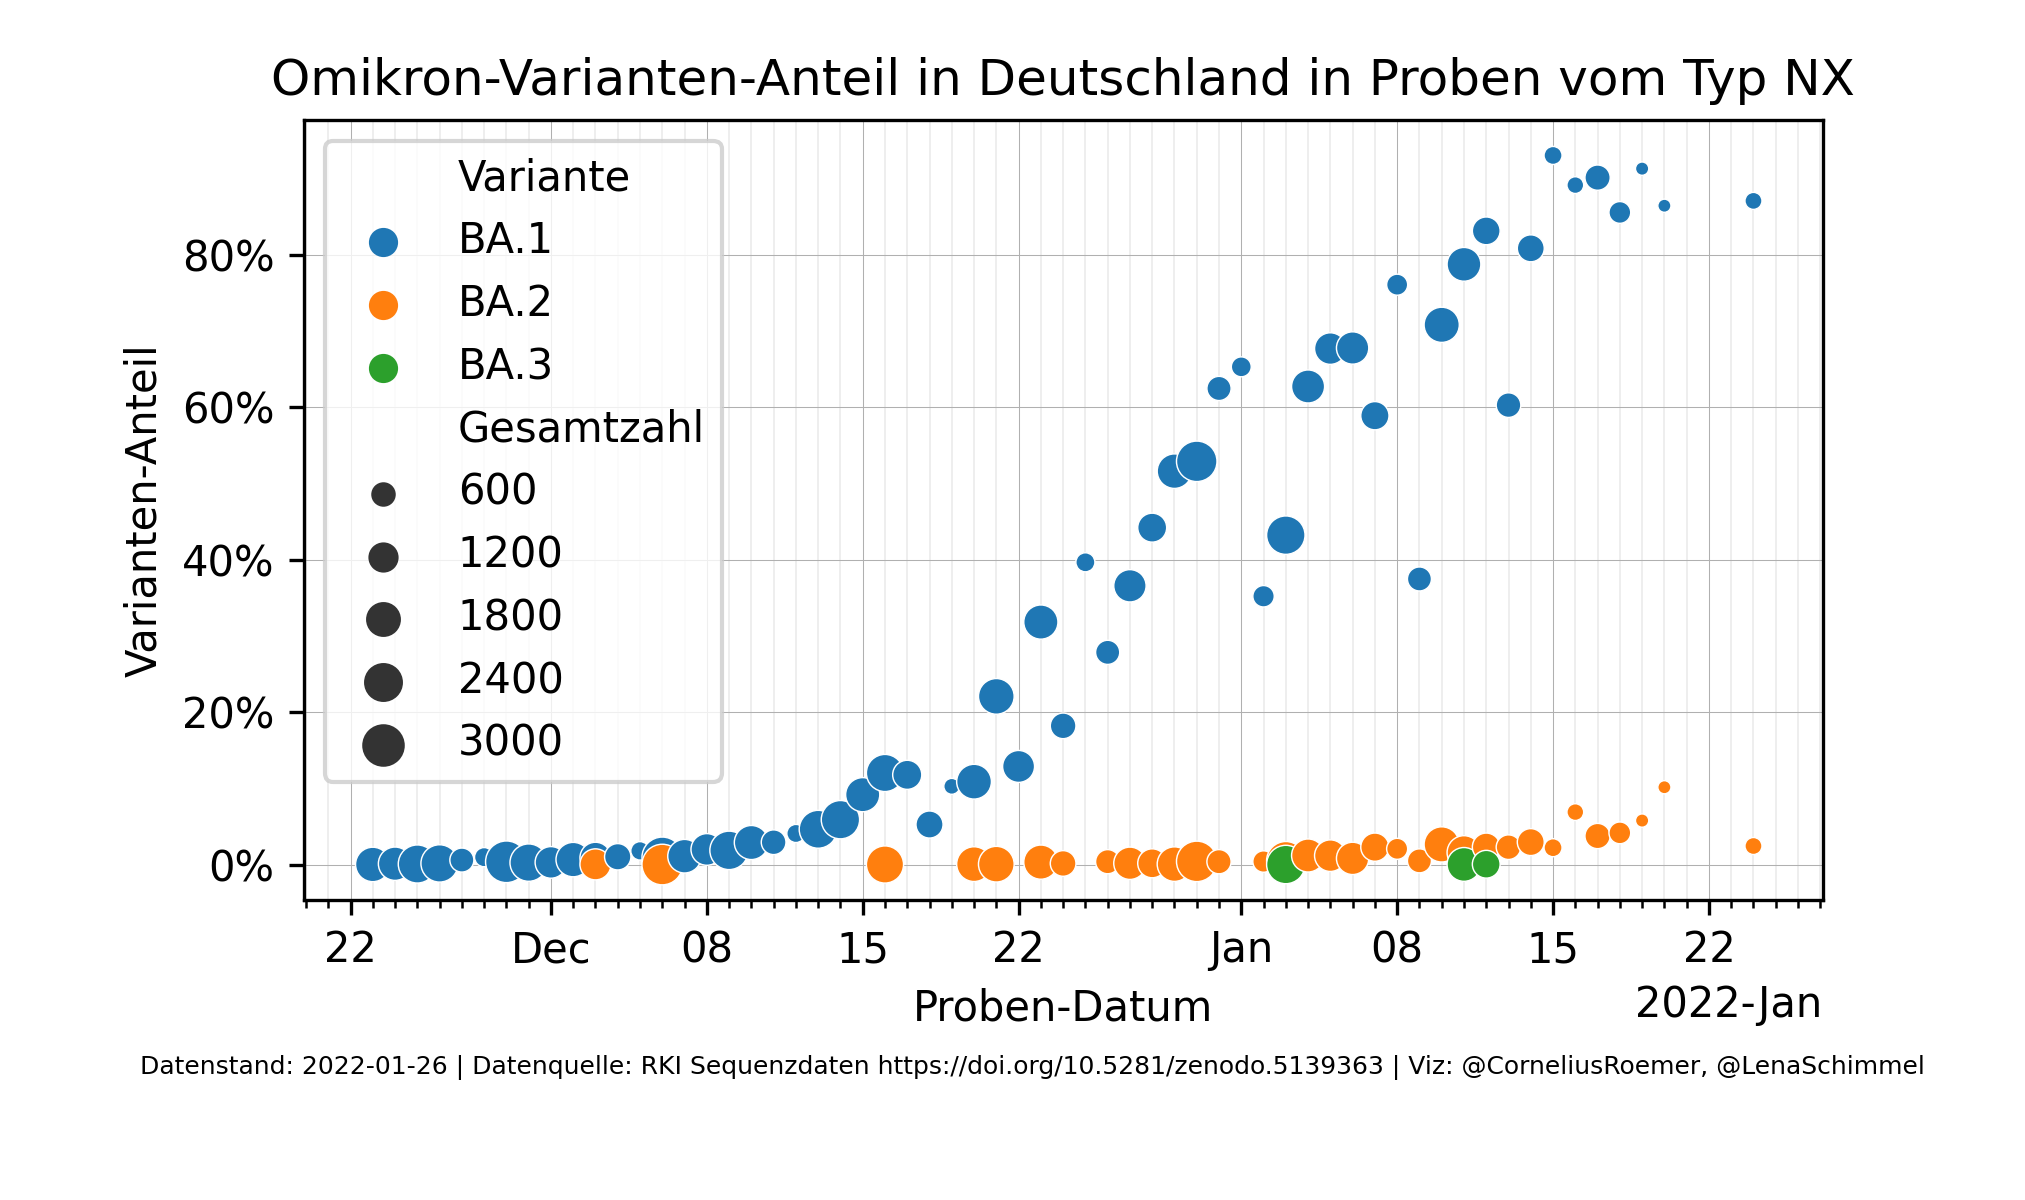 Omikron-Varianten-Anteil in Deutschland in Proben vom Typ NX
Varianten-Anteil
80%
60%
40%
20%
0%
Variante
BA.1
BA.2
BA.3
Gesamtzahl
600
1200
1800
2400
3000
22 Dec 08 15 22 Jan 08 15 22
2022-Jan
Proben-Datum
Datenstand: 2022-01-26 | Datenquelle: RKI Sequenzdaten https://doi.org/10.5281/zenodo.5139363 | Viz: @CorneliusRoemer, @LenaSchimmel